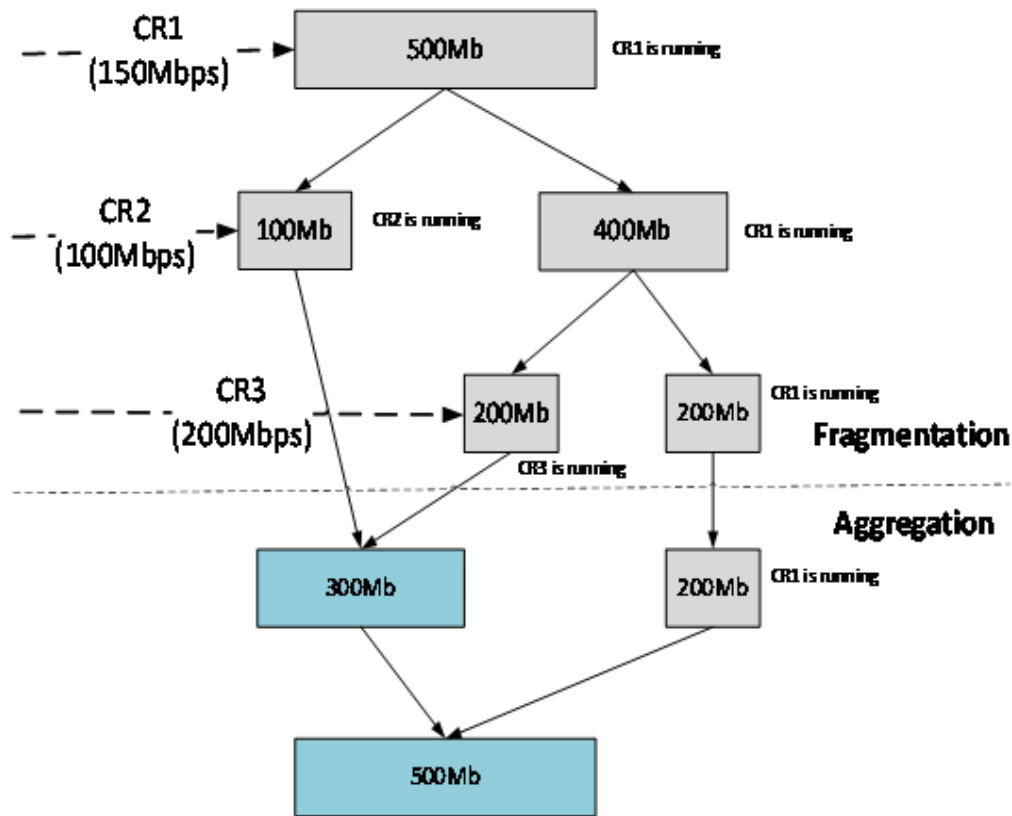 CR1
(150Mbps)
500Mb
CR1 is running
CR2
(100Mbps)
100Mb
CR2 is running
400Mb
CR1 is running
CR3
(200Mbps)
200Mb
CR3 is running
200Mb
CR1 is running
Fragmentation
Aggregation
300Mb
200Mb
CR1 is running
500Mb